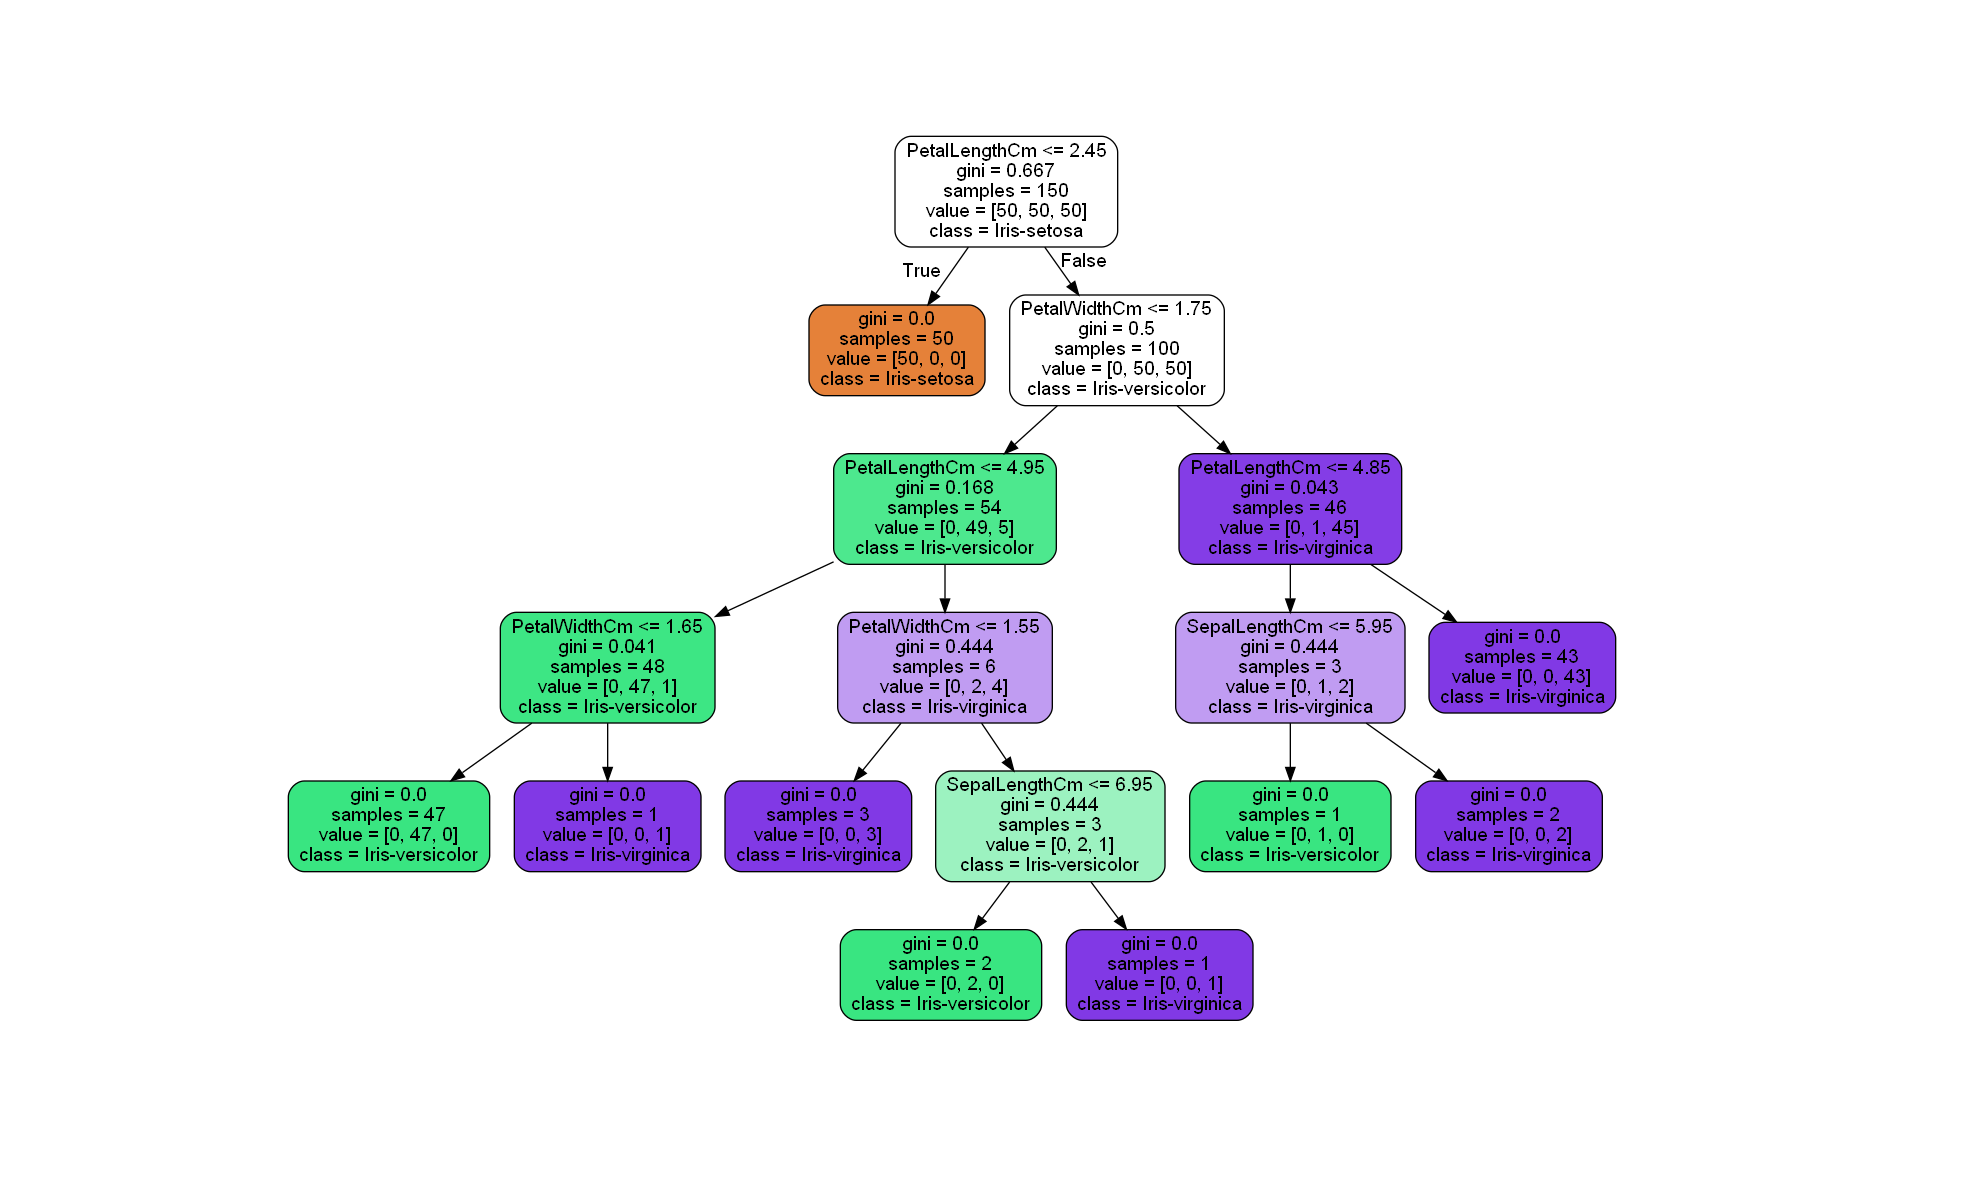 PetalLengthCm <= 2.45
gini = 0.667
samples = 150
value = [50, 50, 50]
class = Iris-setosa
True
False
gini = 0.0
samples = 50
value = [50, 0, 0]
class = Iris-setosa
PetalWidthCm <= 1.75
gini = 0.5
samples = 100
value = [0, 50, 50]
class = Iris-versicolor
PetalLengthCm <= 4.95
gini = 0.168
samples = 54
value = [0, 49, 5]
class = Iris-versicolor
PetalLengthCm <= 4.85
gini = 0.043
samples = 46
value = [0, 1, 45]
class = Iris-virginica
PetalWidthCm <= 1.65
gini = 0.041
samples = 48
value = [0, 47, 1]
class = Iris-versicolor
PetalWidthCm <= 1.55
gini = 0.444
samples = 6
value = [0, 2, 4]
class = Iris-virginica
SepalLengthCm <= 5.95
gini = 0.444
samples = 3
value = [0, 1, 2]
class = Iris-virginica
gini = 0.0
samples = 43
value = [0, 0, 43]
class = Iris-virginica
gini = 0.0
samples = 47
value = [0, 47, 0]
class = Iris-versicolor
gini = 0.0
samples = 1
value = [0, 0, 1]
class = Iris-virginica
gini = 0.0
samples = 3
value = [0, 0, 3]
class = Iris-virginica
SepalLengthCm <= 6.95
gini = 0.444
samples = 3
value = [0, 2, 1]
class = Iris-versicolor
gini = 0.0
samples = 1
value = [0, 1, 0]
class = Iris-versicolor
gini = 0.0
samples = 2
value = [0, 0, 2]
class = Iris-virginica
gini = 0.0
samples = 2
value = [0, 2, 0]
class = Iris-versicolor
gini = 0.0
samples = 1
value = [0, 0, 1]
class = Iris-virginica